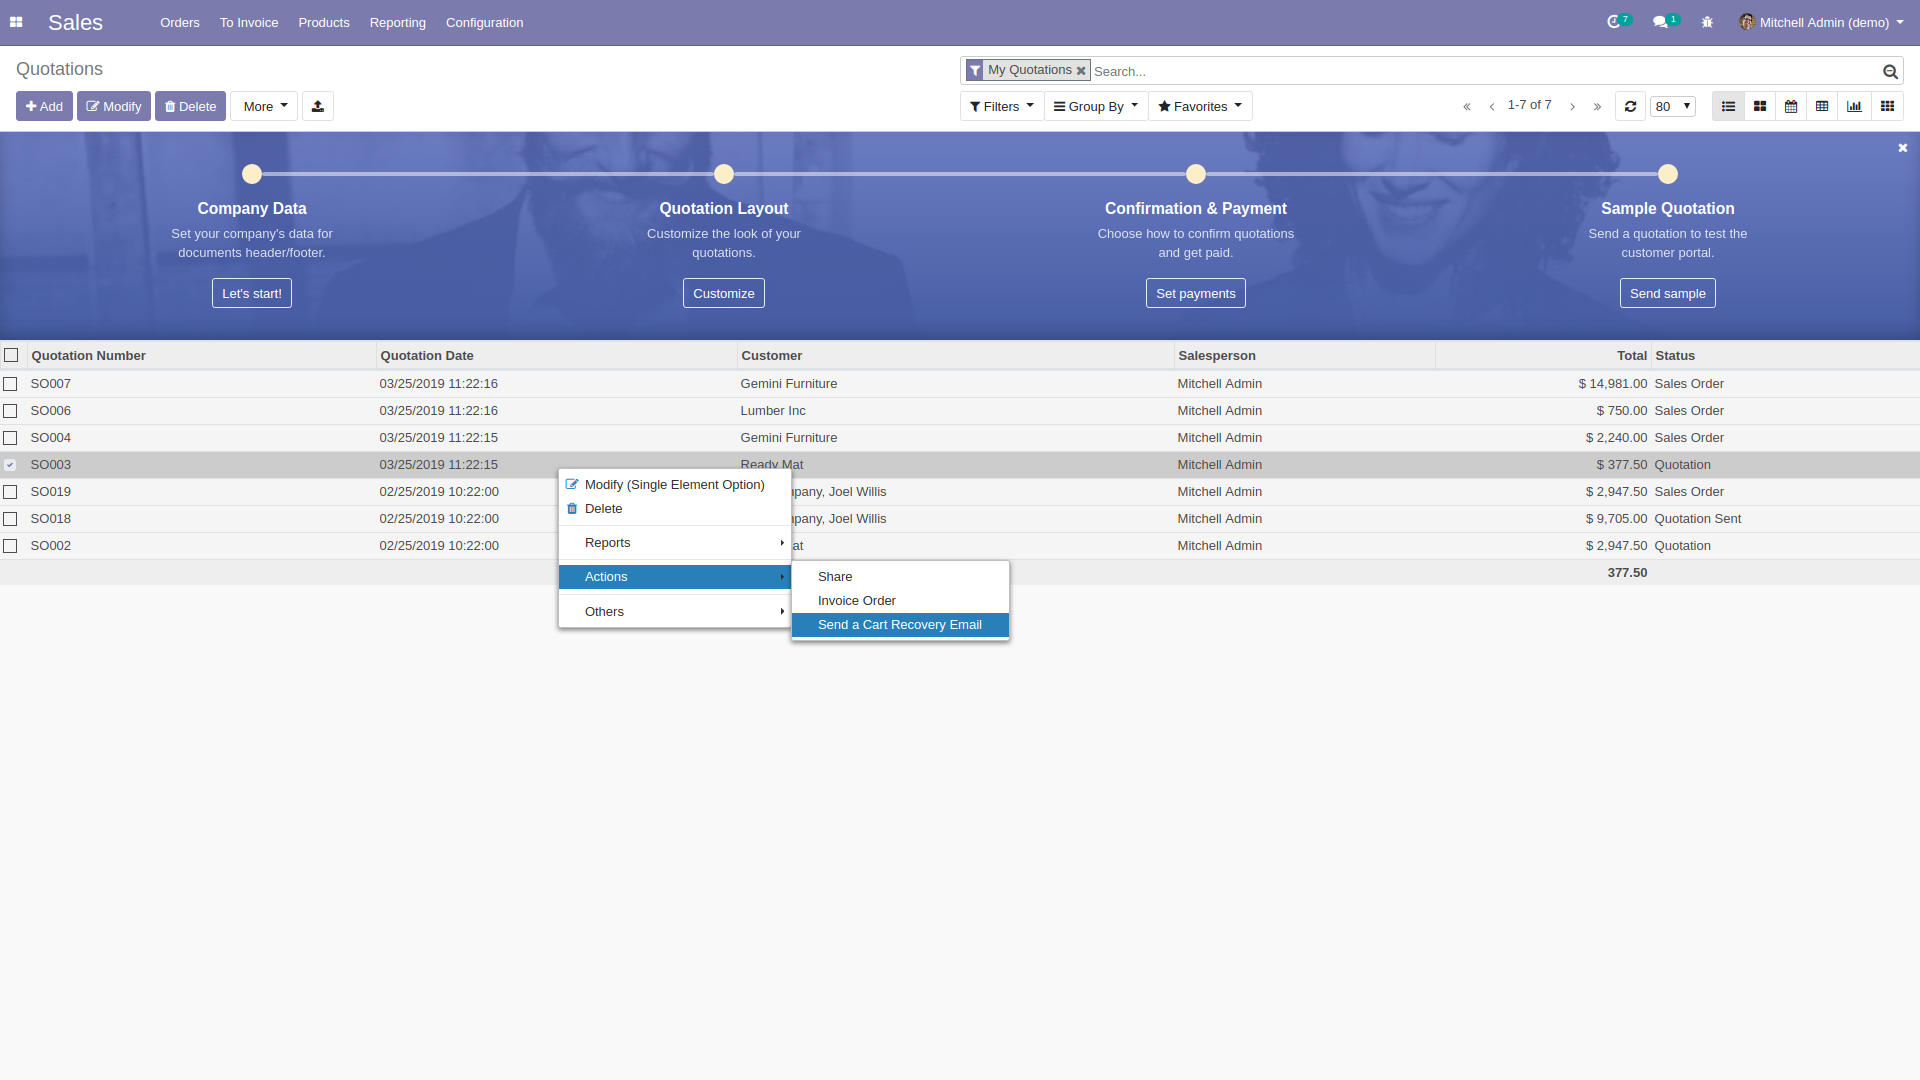 Sales
Orders To Invoice Products Reporting Configuration
7 1 Mitchell Admin (demo)
Quotations
My Quotations Search...
Add Modify Delete More
Filters Group By Favorites
« ‹ 1-7 of 7 › » 80
Company Data
Set your company's data for
documents header/footer.
Let's start!
Quotation Layout
Customize the look of your
quotations.
Customize
Confirmation & Payment
Choose how to confirm quotations
and get paid.
Set payments
Sample Quotation
Send a quotation to test the
customer portal.
Send sample
Quotation Number Quotation Date Customer Salesperson Total Status
SO007 03/25/2019 11:22:16 Gemini Furniture Mitchell Admin $ 14,981.00 Sales Order
SO006 03/25/2019 11:22:16 Lumber Inc Mitchell Admin $ 750.00 Sales Order
SO004 03/25/2019 11:22:15 Gemini Furniture Mitchell Admin $ 2,240.00 Sales Order
SO003 03/25/2019 11:22:15 Ready Mat Mitchell Admin $ 377.50 Quotation
SO019 02/25/2019 10:22:00 Joel Willis Mitchell Admin $ 2,947.50 Sales Order
SO018 02/25/2019 10:22:00 Joel Willis Mitchell Admin $ 9,705.00 Quotation Sent
SO002 02/25/2019 10:22:00 Mitchell Admin $ 2,947.50 Quotation
377.50
Modify (Single Element Option)
Delete
Reports
Actions
Others
Share
Invoice Order
Send a Cart Recovery Email